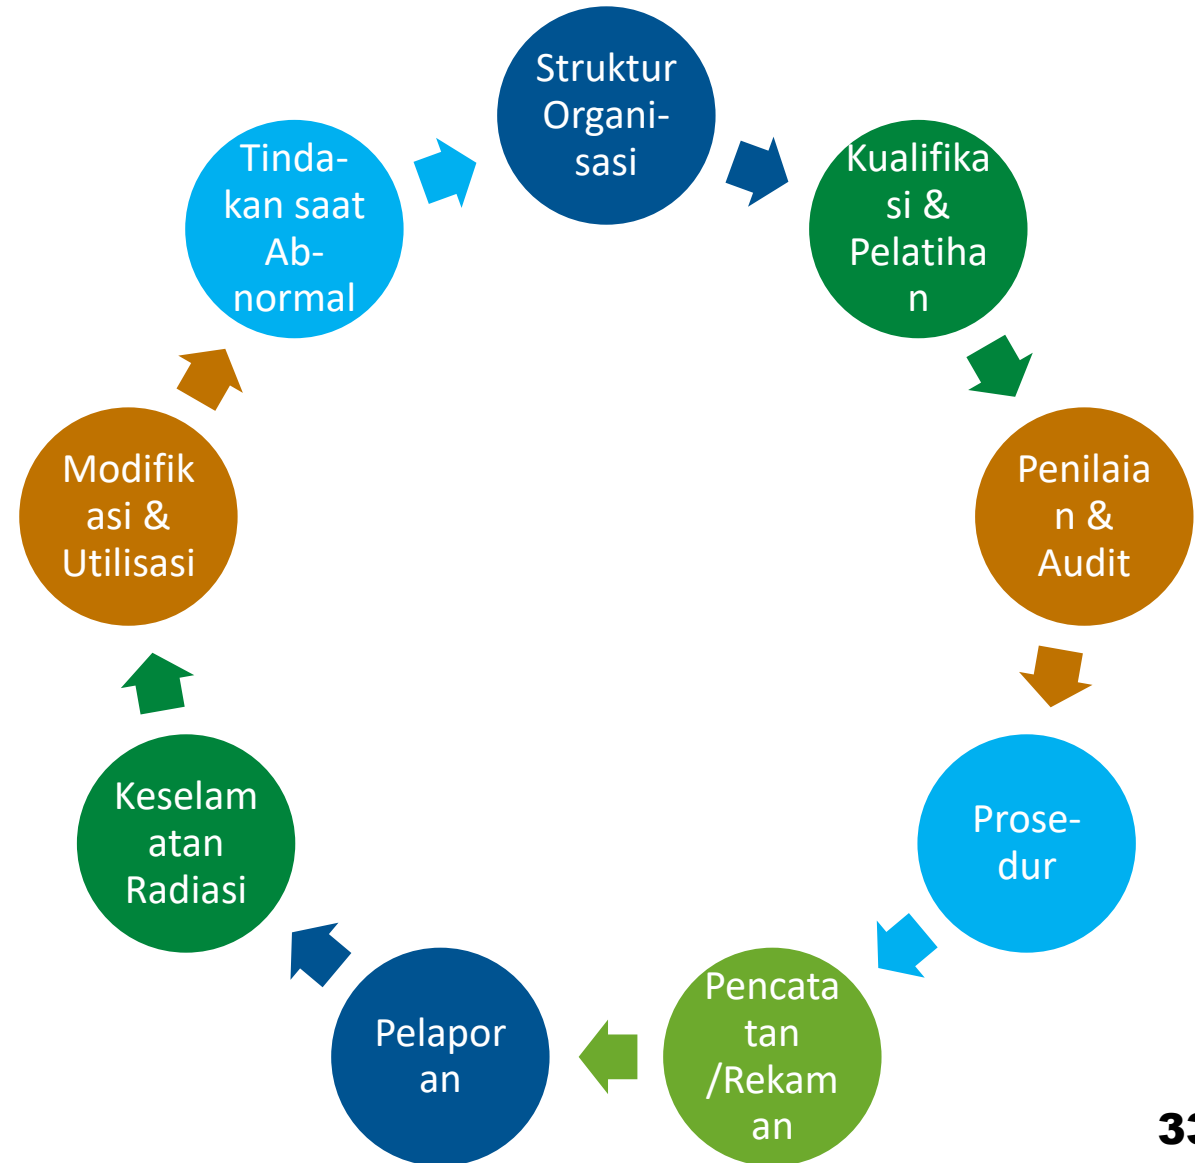 Struktur
Organi-
sasi
Kualifika
si &
Pelatiha
n
Penilaia
n &
Audit
Prose-
dur
Pencata
tan
/Rekam
an
Pelapor
an
Keselam
atan
Radiasi
Modifik
asi &
Utilisasi
Tinda-
kan saat
Ab-
normal